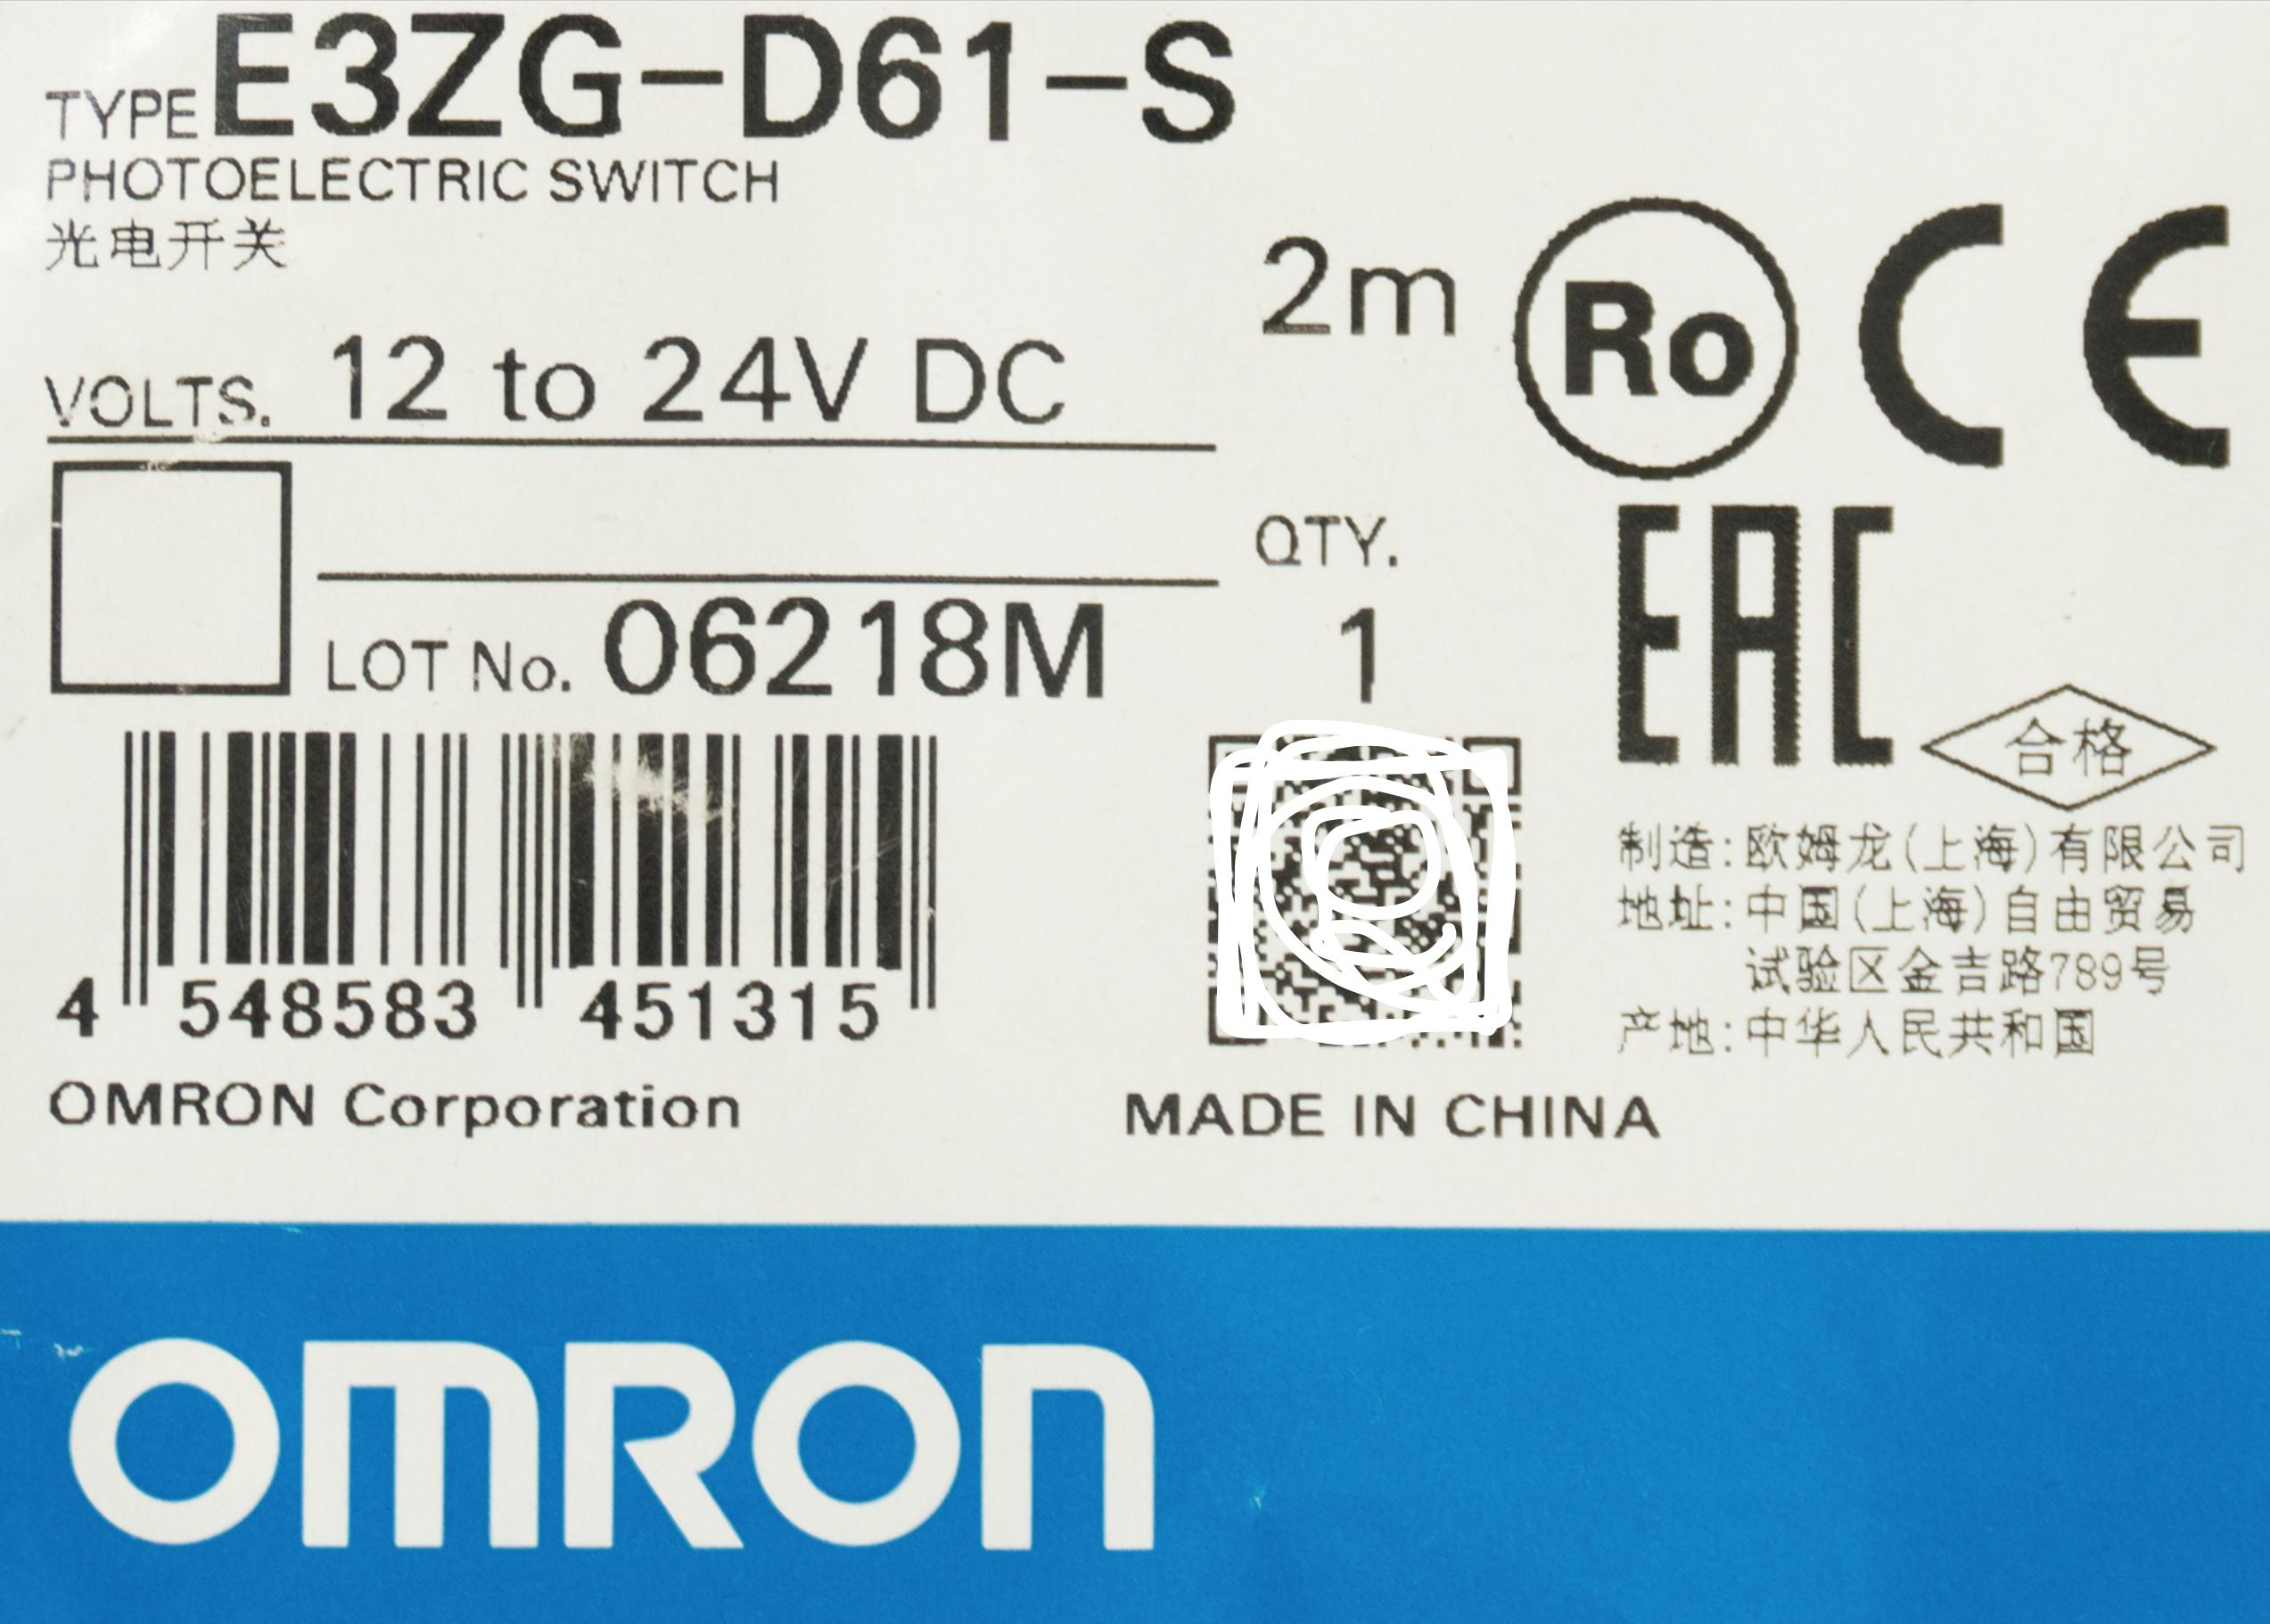 TYPE E3ZG-D61-S
PHOTOELECTRIC SWITCH
光电开关
2m
Ro CE
VOLTS. 12 to 24V DC
QTY.
1
LOT No. 06218M
EAC
合格
4 548583 451315
制造:欧姆龙(上海)有限公司
地址:中国(上海)自由贸易
试验区金吉路789号
产地:中华人民共和国
OMRON Corporation
MADE IN CHINA
OMRON